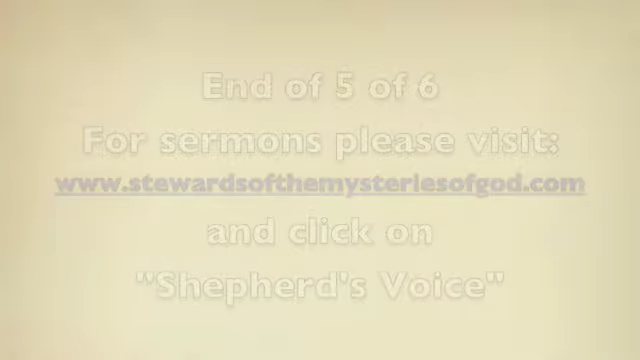 End of 5 of 6
For sermons please visit:
www.stewardsofthemysteriesofgod.com
and click on
"Shepherd's Voice"